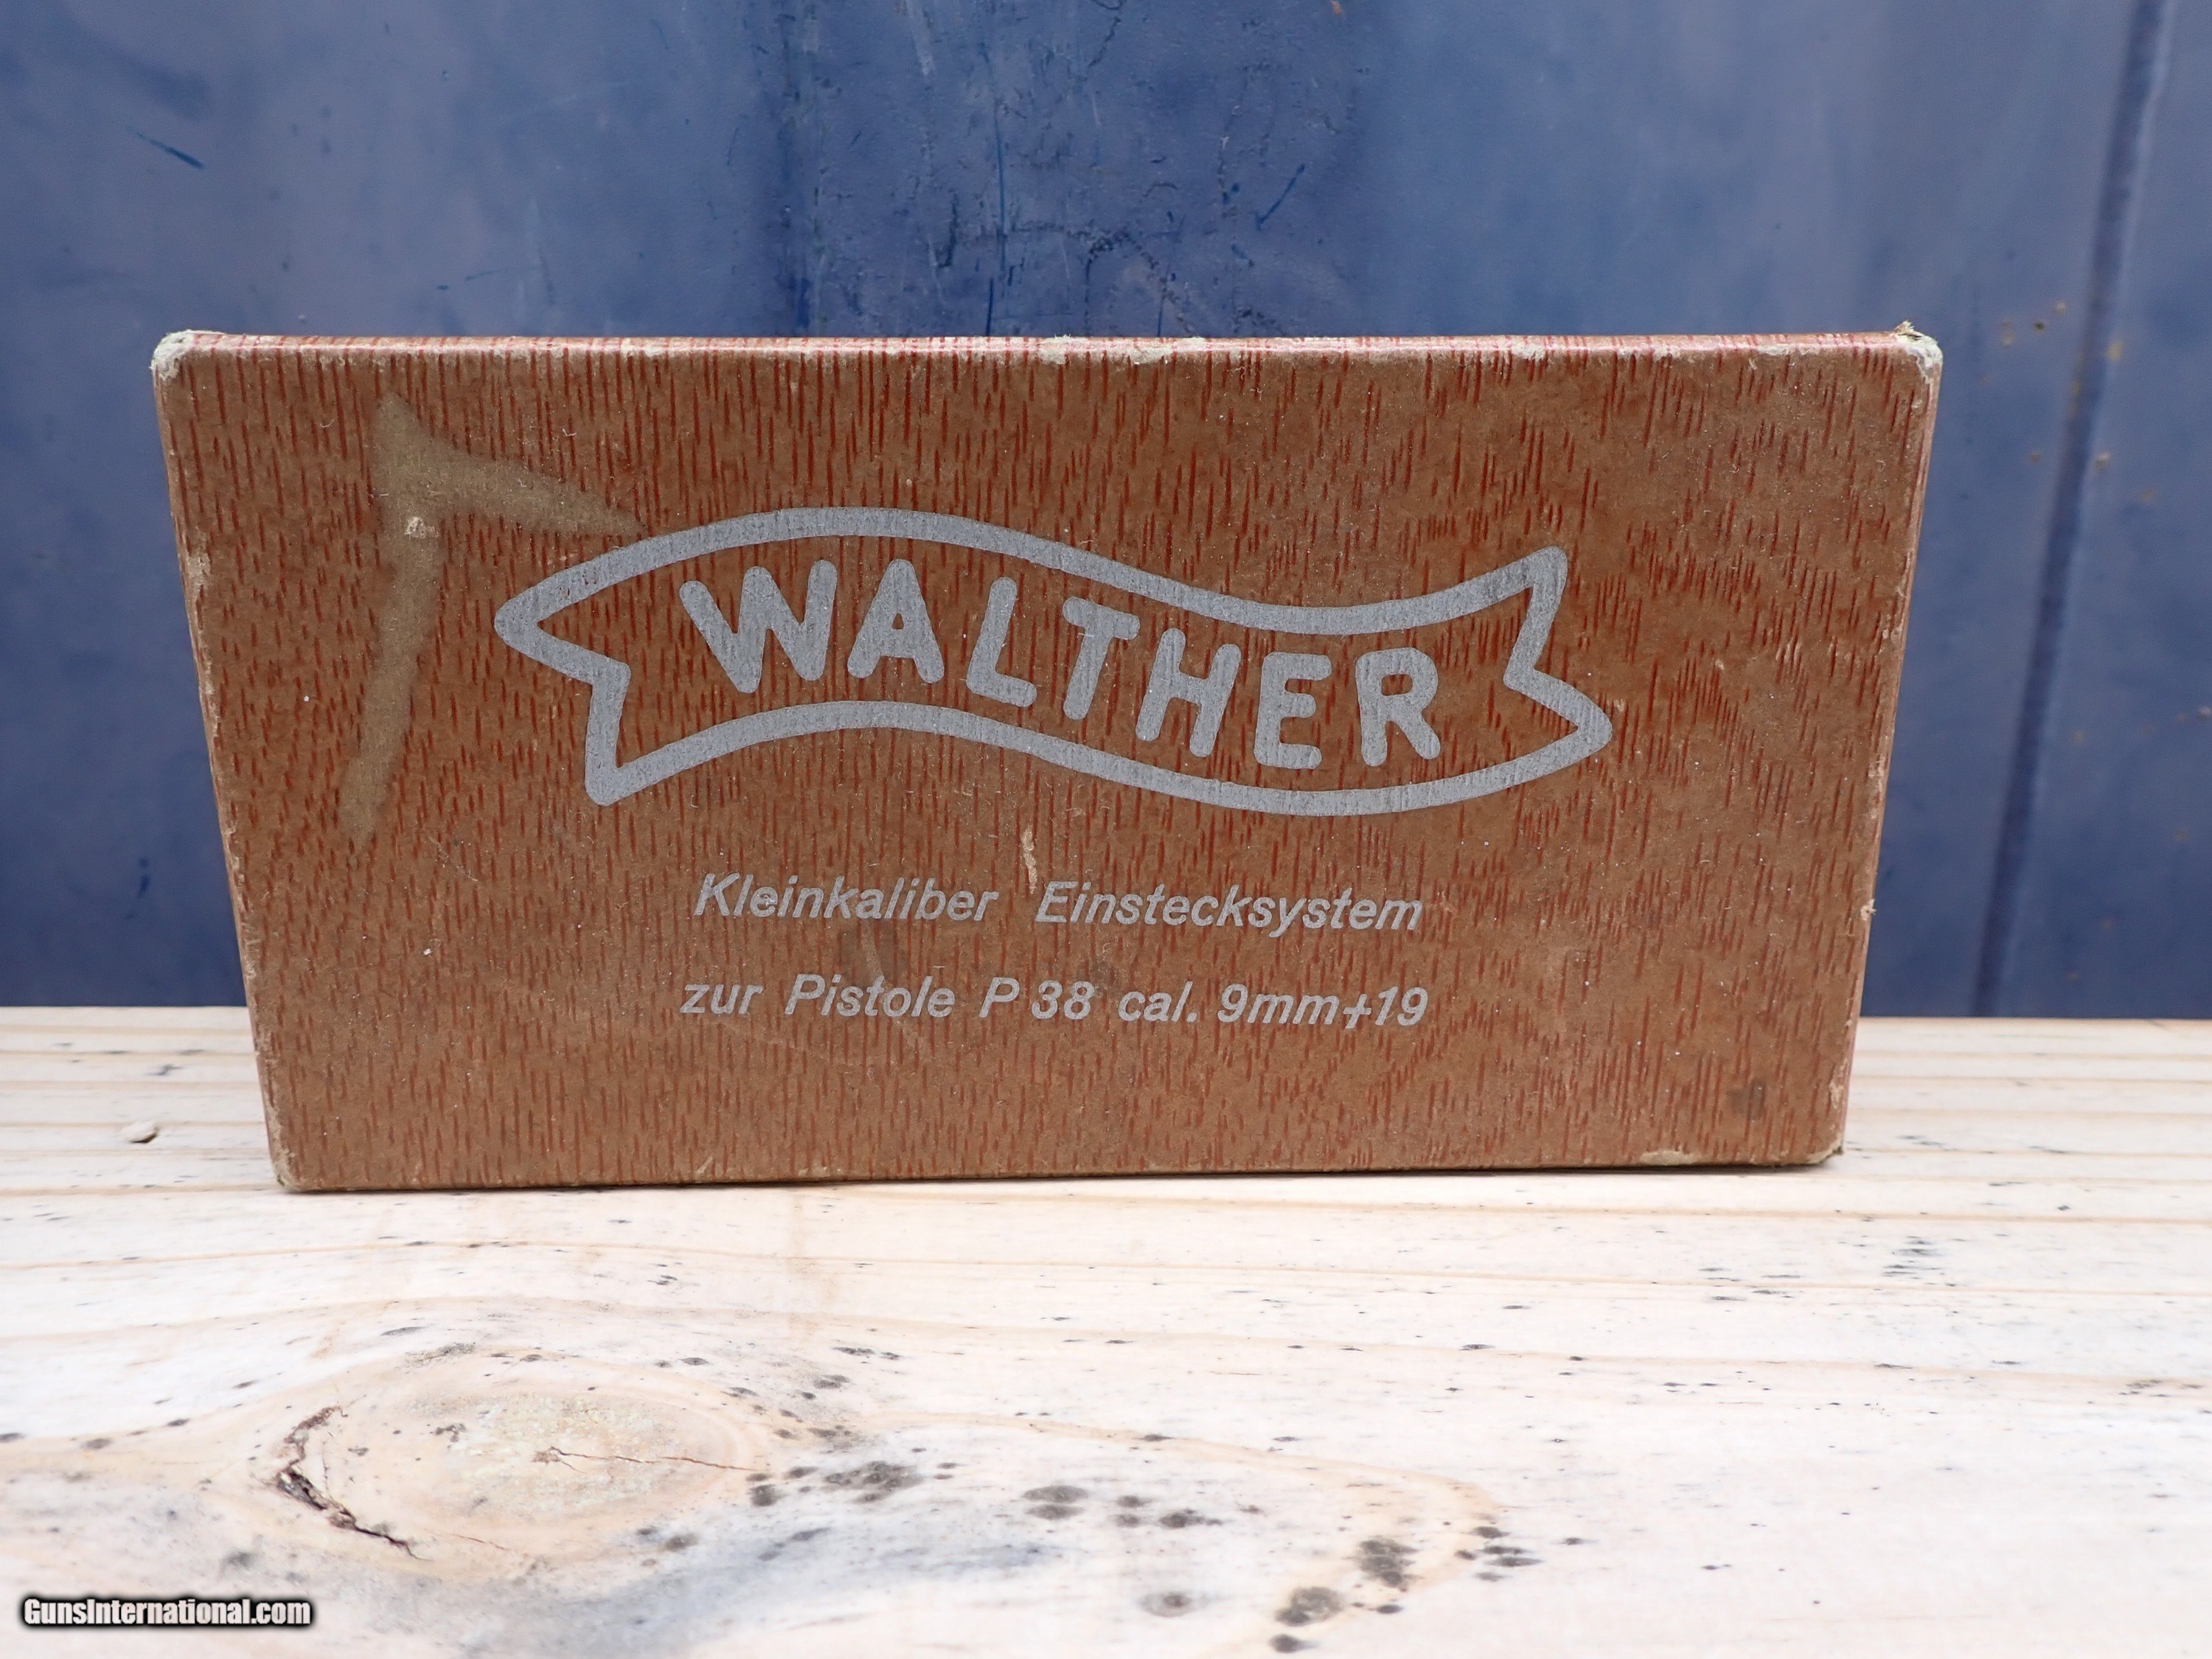 WALTHER
Kleinkaliber Einstecksystem
zur Pistole P 38 cal. 9mm+19
GunsInternational.com